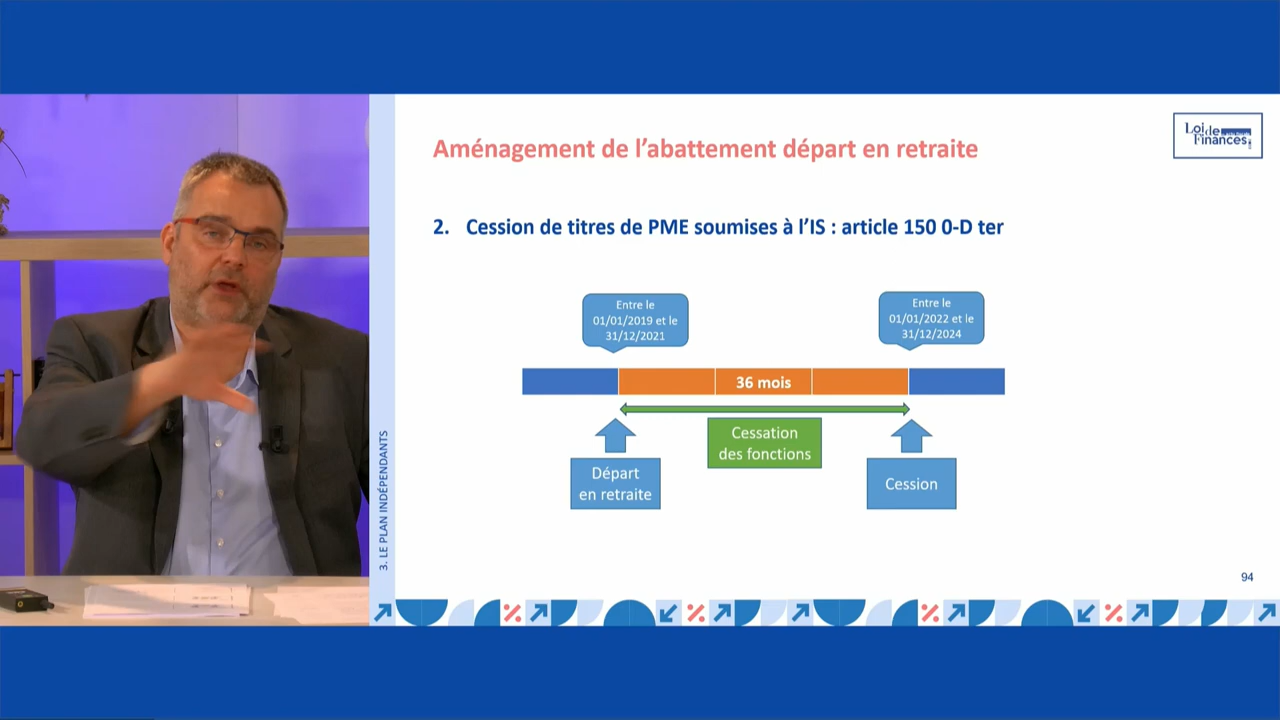 Aménagement de l'abattement départ en retraite
Loi de
Finances
2. Cession de titres de PME soumises à l'IS : article 150 0-D ter
Entre le
01/01/2019 et le
31/12/2021
Entre le
01/01/2022 et le
31/12/2024
36 mois
Cessation
des fonctions
Départ
en retraite
Cession
3. LE PLAN INDÉPENDANTS
94